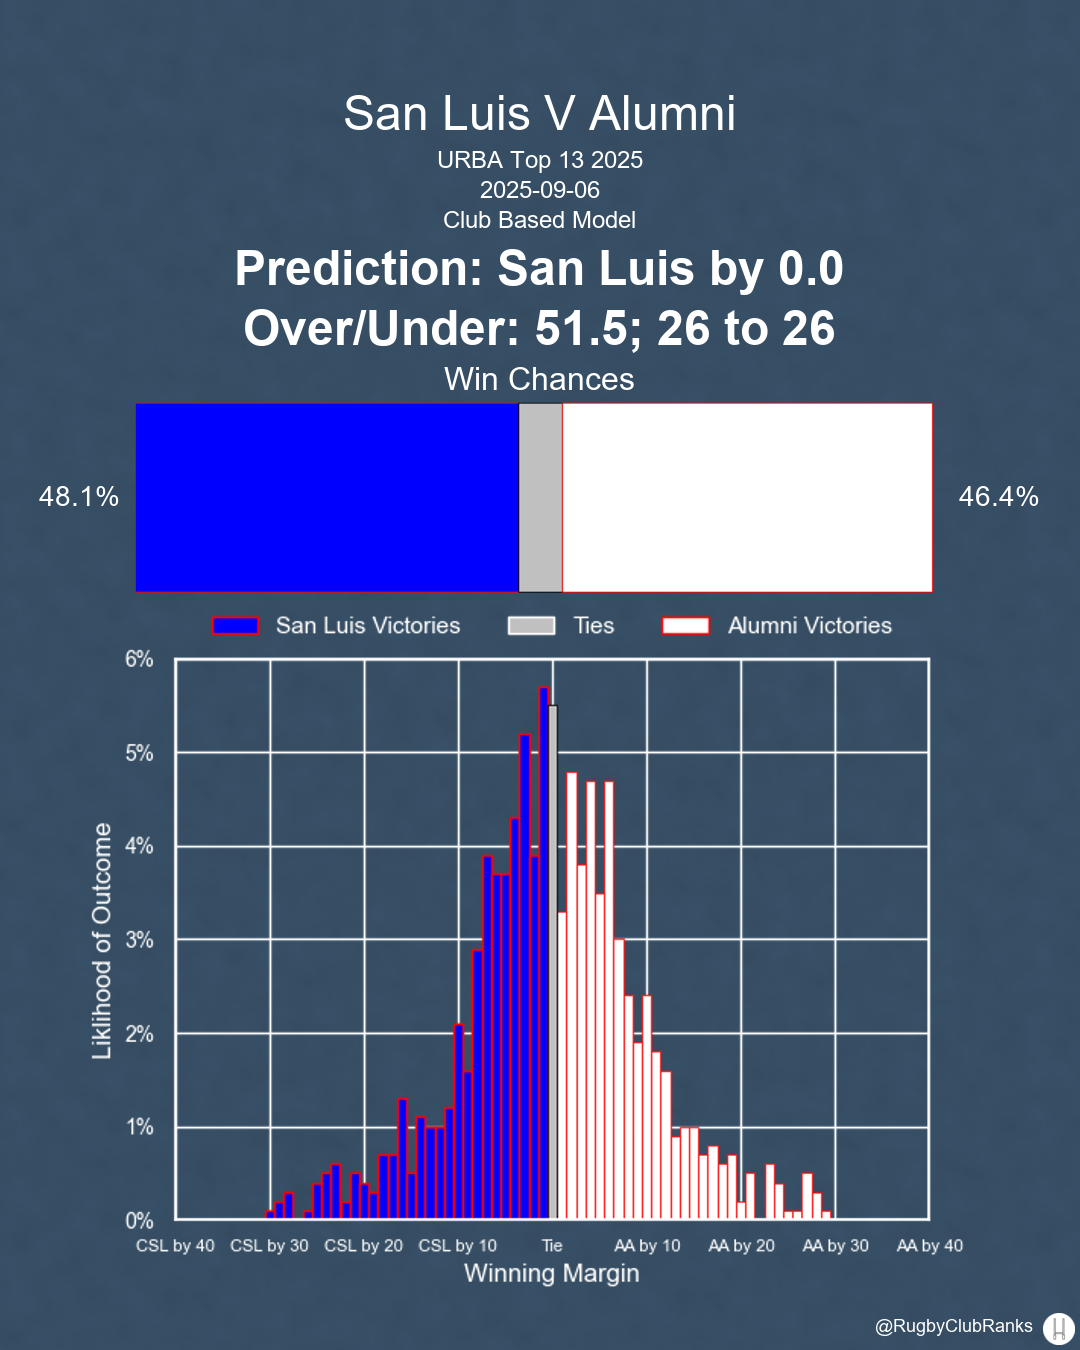 San Luis V Alumni
URBA Top 13 2025
2025-09-06
Club Based Model
Prediction: San Luis by 0.0
Over/Under: 51.5; 26 to 26
Win Chances
48.1%
46.4%
San Luis Victories
Ties
Alumni Victories
6%
5%
4%
3%
2%
1%
0%
Liklihood of Outcome
CSL by 40
CSL by 30
CSL by 20
CSL by 10
Tie
AA by 10
AA by 20
AA by 30
AA by 40
Winning Margin
@RugbyClubRanks